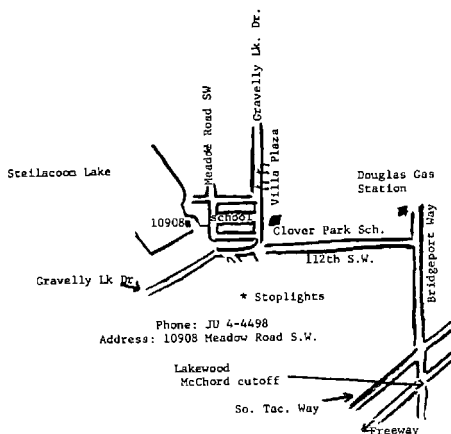 Gravelly Lk. Dr.
Meadow Road SW
Villa Plaza
Steilacoom Lake
Douglas Gas
Station
school
10908
Clover Park Sch.
112th S.W.
Bridgeport Way
Gravelly Lk Dr
* Stoplights
Phone: JU 4-4498
Address: 10908 Meadow Road S.W.
Lakewood
McChord cutoff
So. Tac. Way
*Freeway